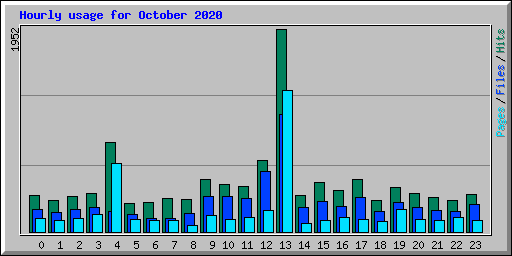 Hourly usage for October 2020
1952
Pages/Files/Hits
0 1 2 3 4 5 6 7 8 9 10 11 12 13 14 15 16 17 18 19 20 21 22 23